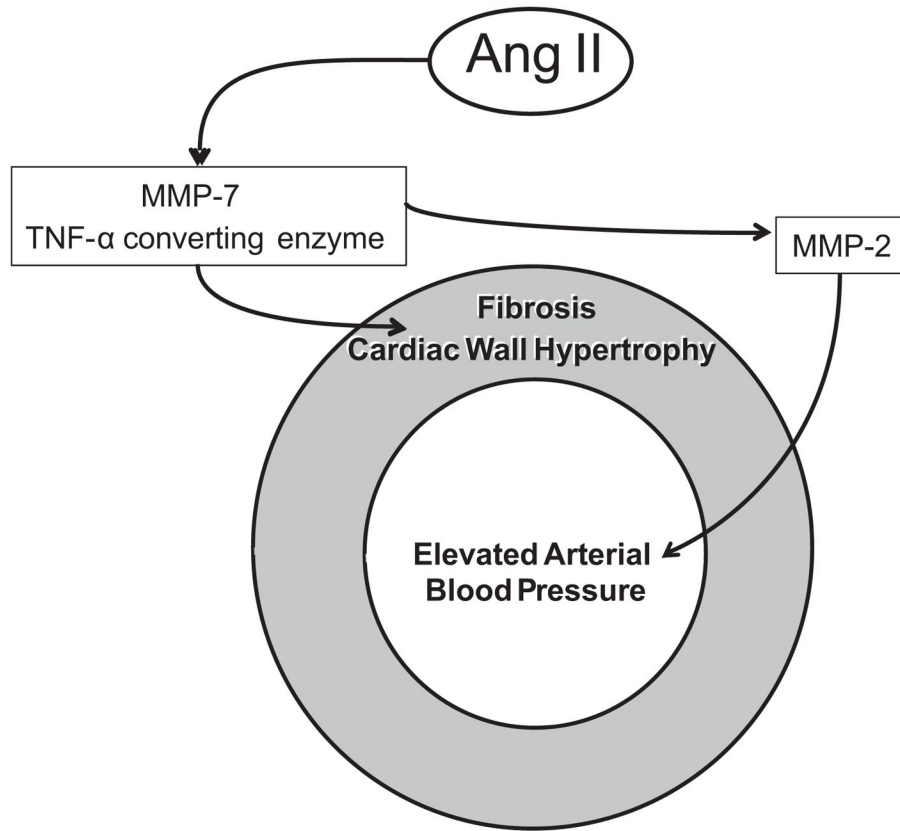 Ang II
MMP-7
TNF-α converting enzyme
MMP-2
Fibrosis
Cardiac Wall Hypertrophy
Elevated Arterial
Blood Pressure